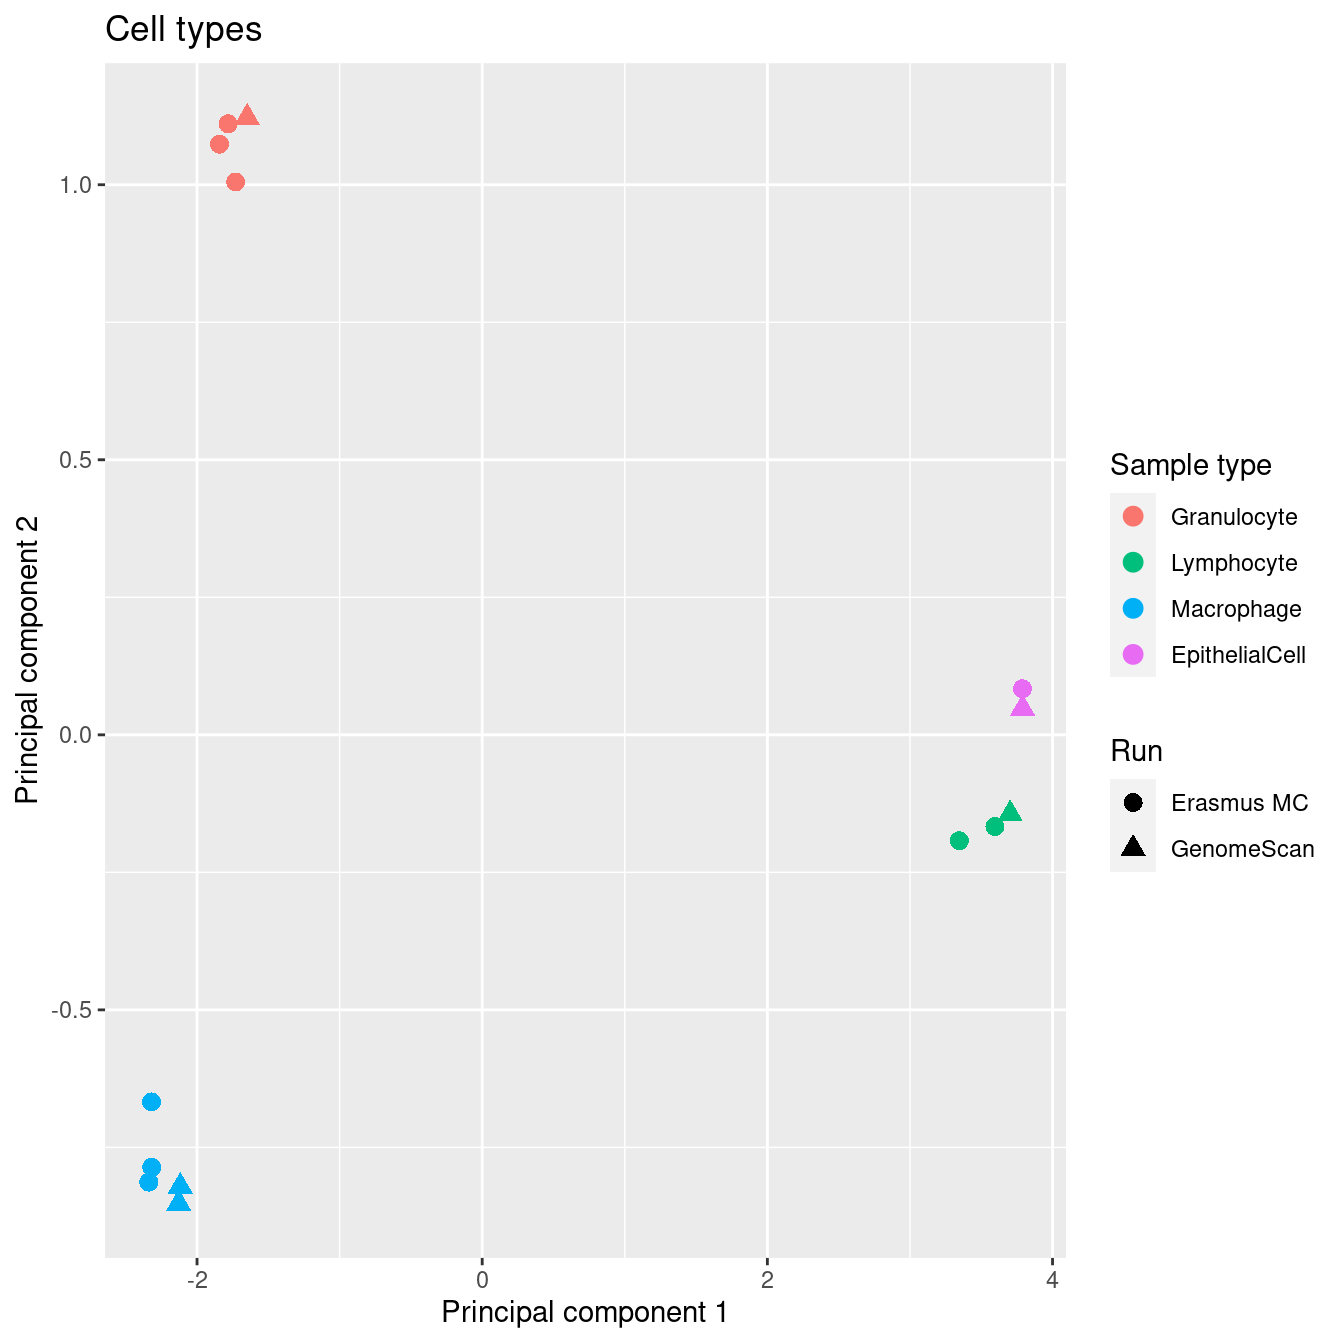 Cell types
Principal component 2
1.0
0.5
0.0
-0.5
-2
0
2
4
Principal component 1
Sample type
Granulocyte
Lymphocyte
Macrophage
EpithelialCell
Run
Erasmus MC
GenomeScan